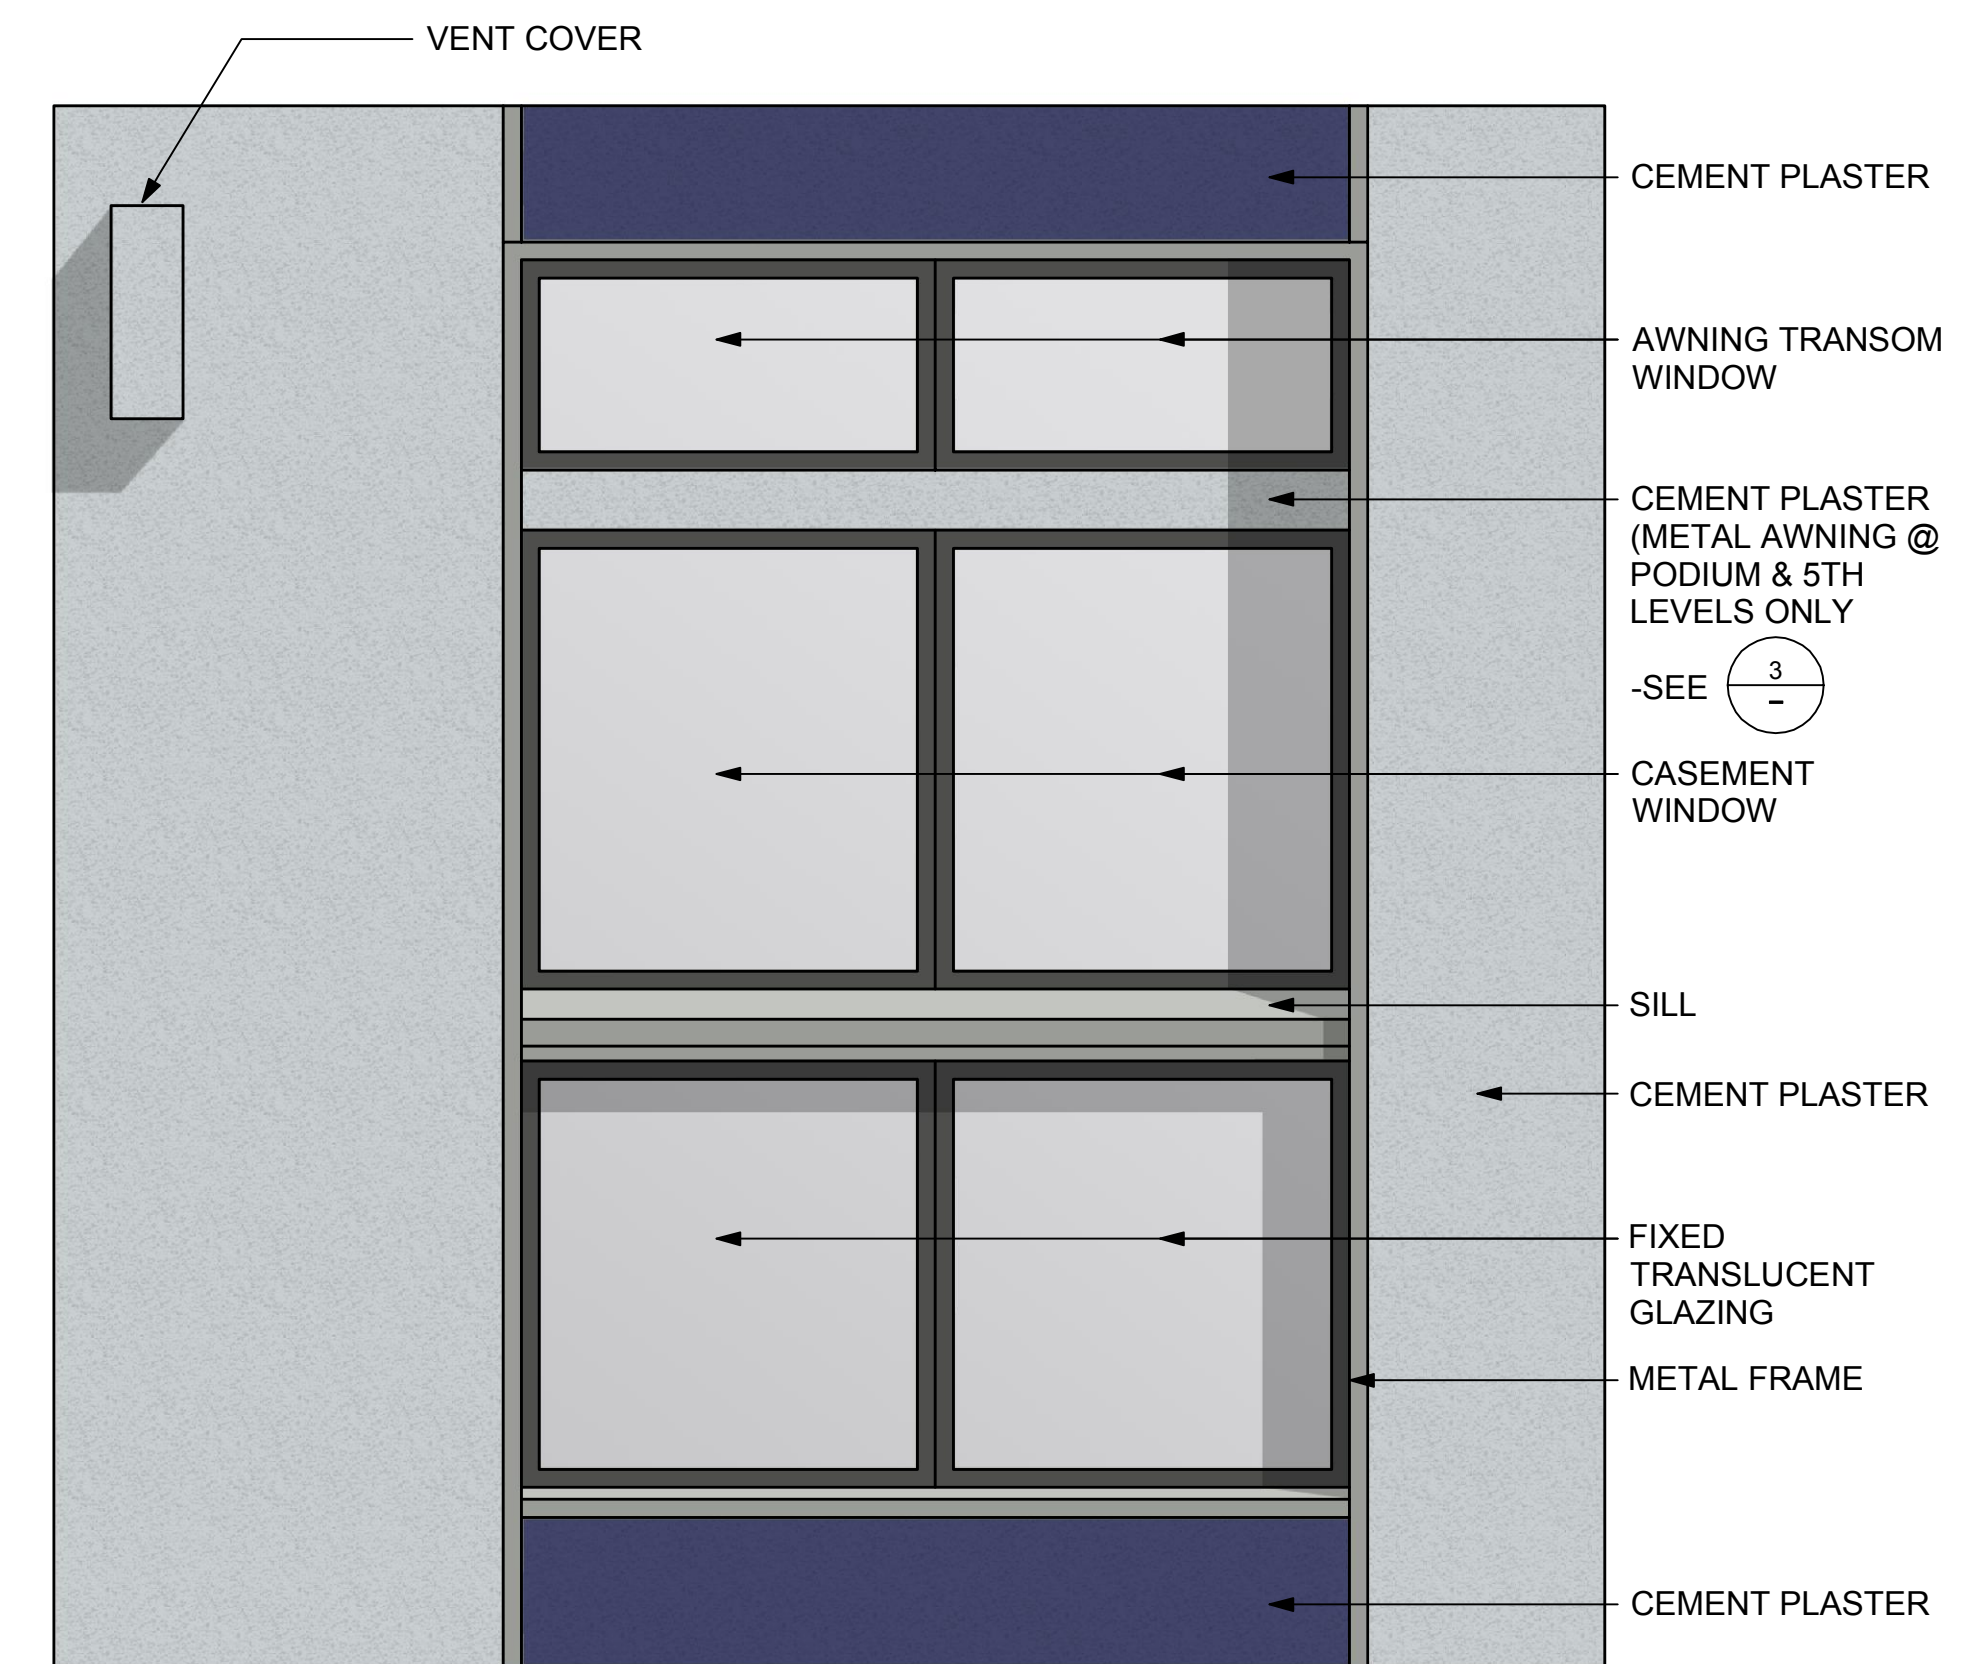 VENT COVER
CEMENT PLASTER
AWNING TRANSOM
WINDOW
CEMENT PLASTER
(METAL AWNING @
PODIUM & 5TH
LEVELS ONLY
-SEE 3
–
CASEMENT
WINDOW
SILL
CEMENT PLASTER
FIXED
TRANSLUCENT
GLAZING
METAL FRAME
CEMENT PLASTER